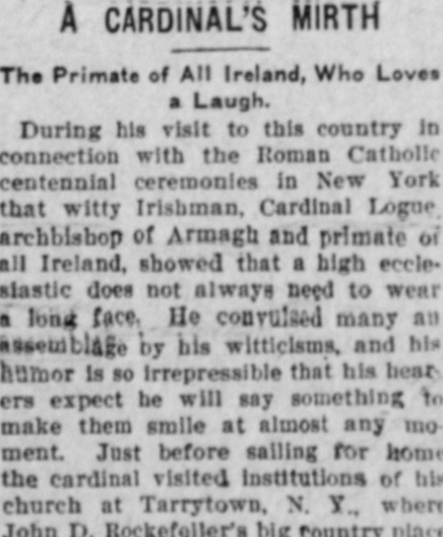 A CARDINAL'S MIRTH
The Primate of All Ireland, Who Loves
a Laugh.
During his visit to this country in
connection with the Roman Catholic
centennial ceremonies in New York
that witty Irishman, Cardinal Logue,
archbishop of Armagh and primate of
all Ireland, showed that a high eccle-
siastic does not always need to wear
a long face. He convulsed many an
assemblage by his witticisms, and his
humor is so irrepressible that his hear-
ers expect he will say something to
make them smile at almost any mo-
ment. Just before sailing for home
the cardinal visited institutions of his
church at Tarrytown, N. Y., where
John D. Rockefeller's big country place